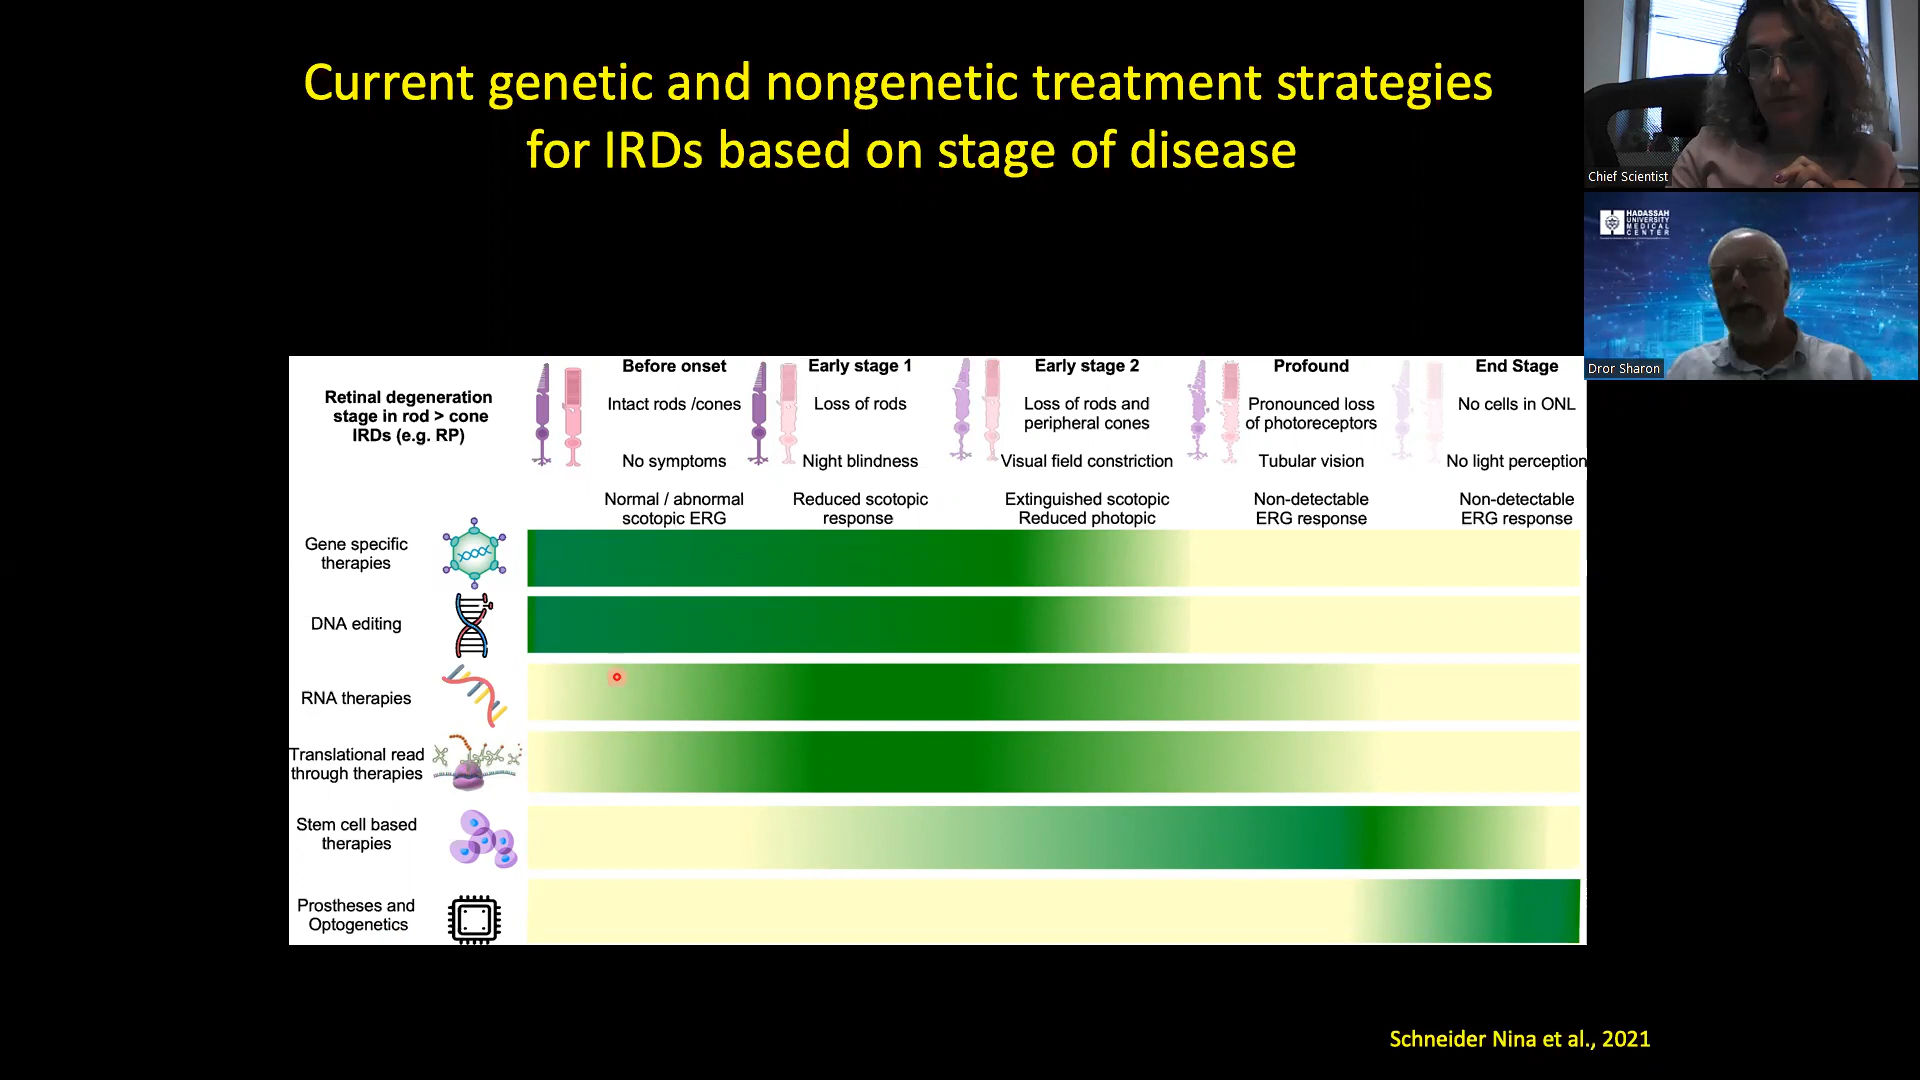 Current genetic and nongenetic treatment strategies
for IRDs based on stage of disease
Chief Scientist
HADASSAH
UNIVERSITY
MEDICAL
CENTER
Dror Sharon
Retinal degeneration
stage in rod > cone
IRDs (e.g. RP)
Before onset
Intact rods /cones
No symptoms
Normal / abnormal
scotopic ERG
Early stage 1
Loss of rods
Night blindness
Reduced scotopic
response
Early stage 2
Loss of rods and
peripheral cones
Visual field constriction
Extinguished scotopic
Reduced photopic
Profound
Pronounced loss
of photoreceptors
Tubular vision
Non-detectable
ERG response
End Stage
No cells in ONL
No light perception
Non-detectable
ERG response
Gene specific
therapies
DNA editing
RNA therapies
Translational read
through therapies
Stem cell based
therapies
Prostheses and
Optogenetics
Schneider Nina et al., 2021